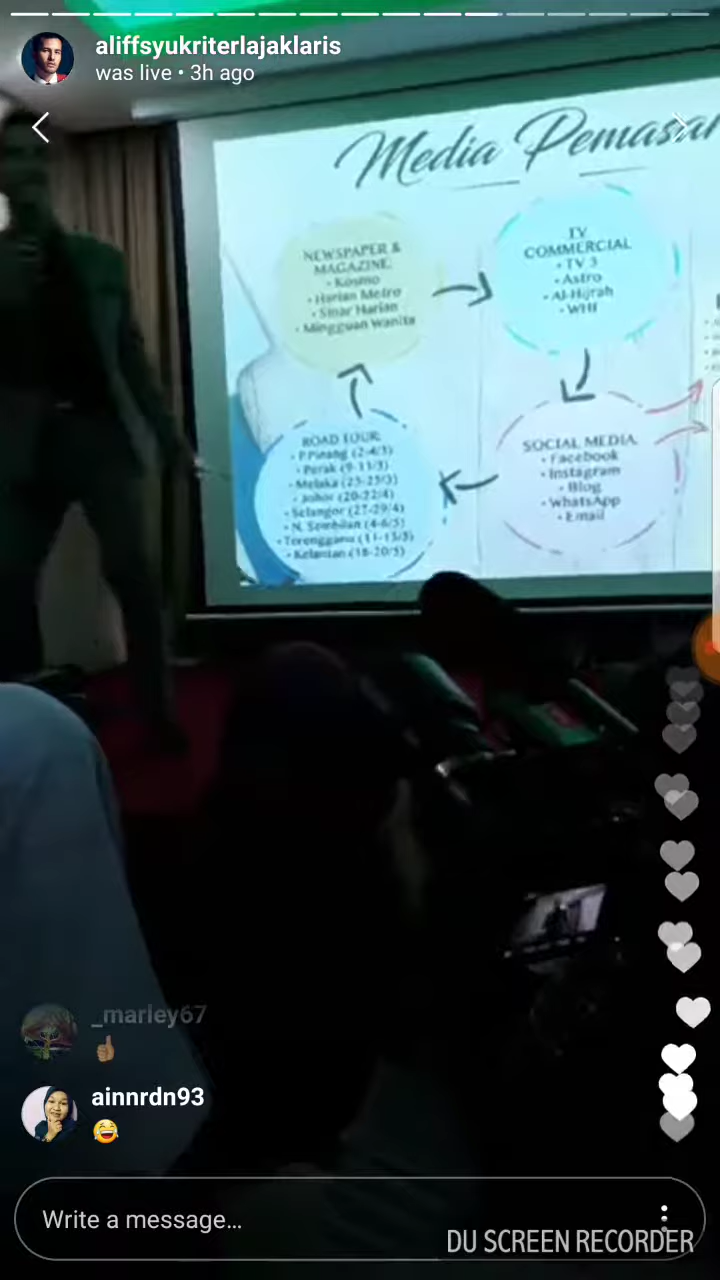 aliffsyukriterlajaklaris
was live • 3h ago
Media Pemasar
NEWSPAPER &
MAGAZINE
• Kosmo
• Harian Metro
• Sinar Harian
• Mingguan Wanita
TV
COMMERCIAL
• TV 3
• Astro
• Al-Hijrah
ROAD TOUR
• P.Pinang (2-4/3)
• Perak (9-11/3)
• Melaka (23-25/3)
• Johor (20-22/4)
• Selangor (27-29/4)
• N. Sembilan (4-6/5)
• Terengganu (11-13/5)
• Kelantan (18-20/5)
SOCIAL MEDIA
• Facebook
• Instagram
• Blog
• WhatsApp
• Email
_marley67
ainnrdn93
Write a message...
DU SCREEN RECORDER